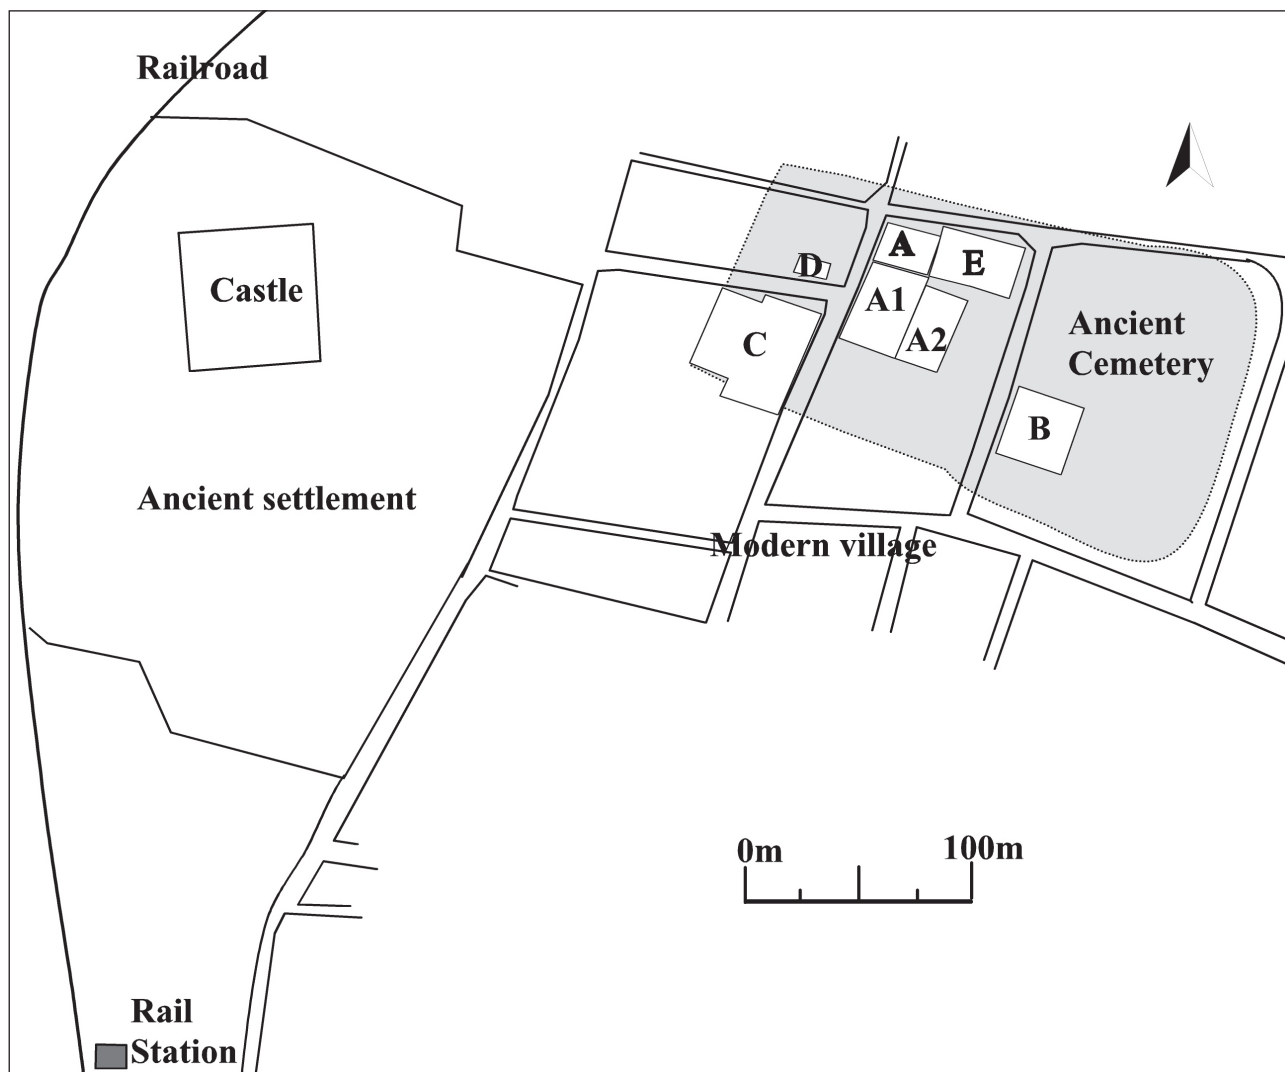 Railroad
Castle
D
A
E
A1
A2
C
B
Ancient
Cemetery
Ancient settlement
Modern village
0m
100m
Rail
Station